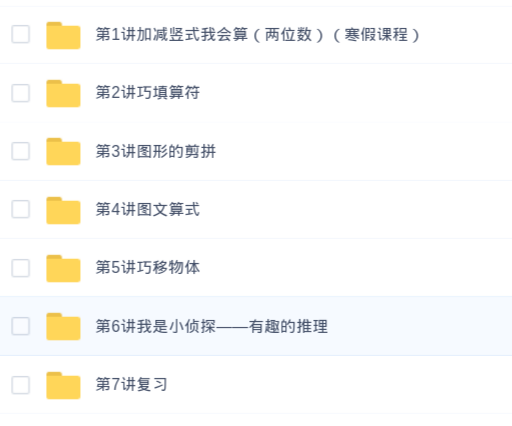 第1讲加减竖式我会算（两位数）（寒假课程）
第2讲巧填算符
第3讲图形的剪拼
第4讲图文算式
第5讲巧移物体
第6讲我是小侦探——有趣的推理
第7讲复习